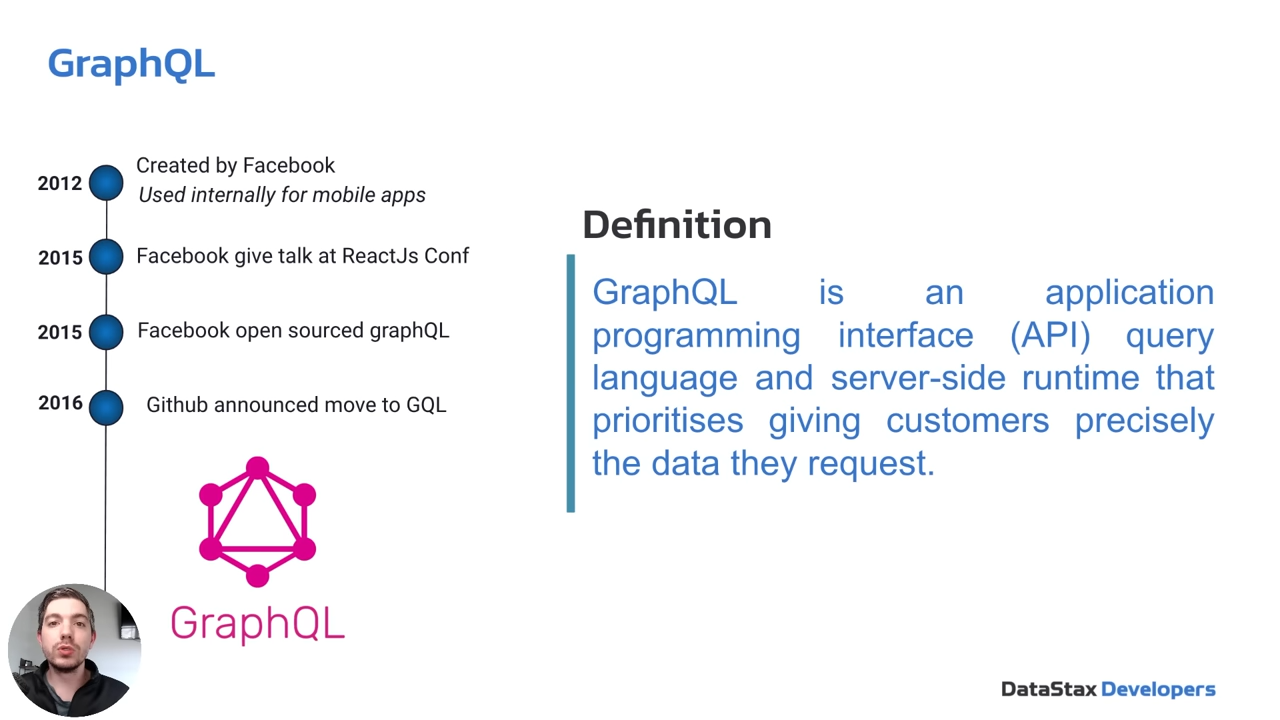 GraphQL
2012
Created by Facebook
Used internally for mobile apps
2015
Facebook give talk at ReactJs Conf
2015
Facebook open sourced graphQL
2016
Github announced move to GQL
GraphQL
Definition
GraphQL is an application
programming interface (API) query
language and server-side runtime that
prioritises giving customers precisely
the data they request.
DataStax Developers